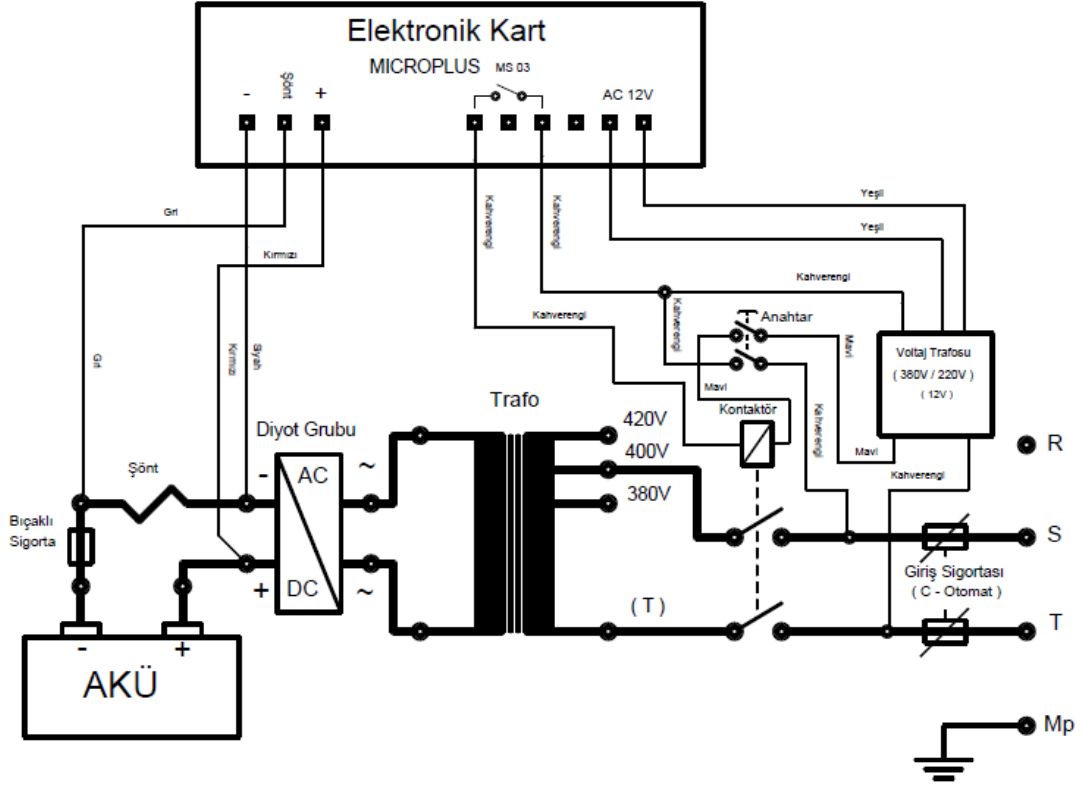 Elektronik Kart
MICROPLUS MS 03
- Şönt + AC 12V
Gri
Kırmızı
Gri
Kırmızı
Siyah
Kahverengi
Kahverengi
Yeşil
Yeşil
Kahverengi
Kahverengi
Kahverengi
Anahtar
Mavi
Mavi
Kahverengi
Voltaj Trafosu
( 380V / 220V )
( 12V )
Mavi
Kahverengi
Kontaktör
Trafo
420V
400V
380V
( T )
Diyot Grubu
- AC ~
+ DC ~
Şönt
Bıçaklı
Sigorta
- +
AKÜ
R
S
Giriş Sigortası
( C - Otomat )
T
Mp